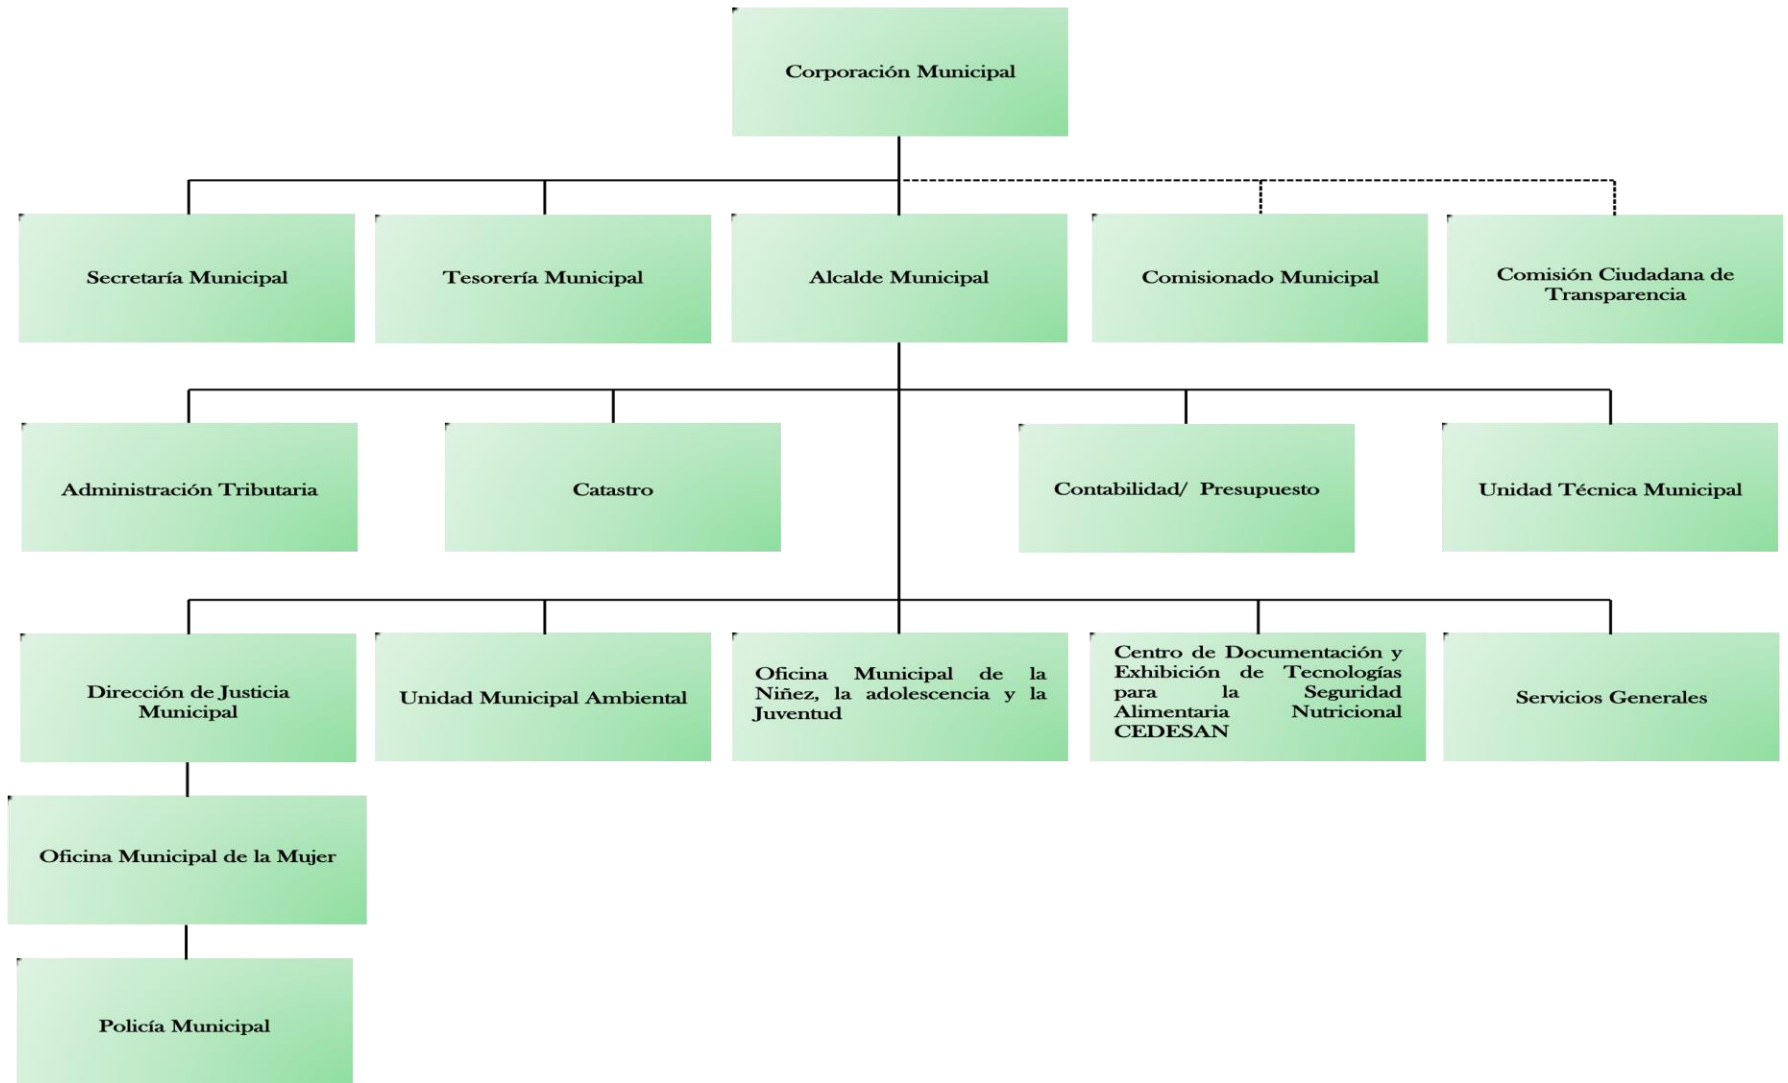 Corporación Municipal
Secretaría Municipal
Tesorería Municipal
Alcalde Municipal
Comisionado Municipal
Comisión Ciudadana de
Transparencia
Administración Tributaria
Catastro
Contabilidad/ Presupuesto
Unidad Técnica Municipal
Dirección de Justicia
Municipal
Unidad Municipal Ambiental
Oficina Municipal de la
Niñez, la adolescencia y la
Juventud
Centro de Documentación y
Exhibición de Tecnologías
para la Seguridad
Alimentaria Nutricional
CEDESAN
Servicios Generales
Oficina Municipal de la Mujer
Policía Municipal